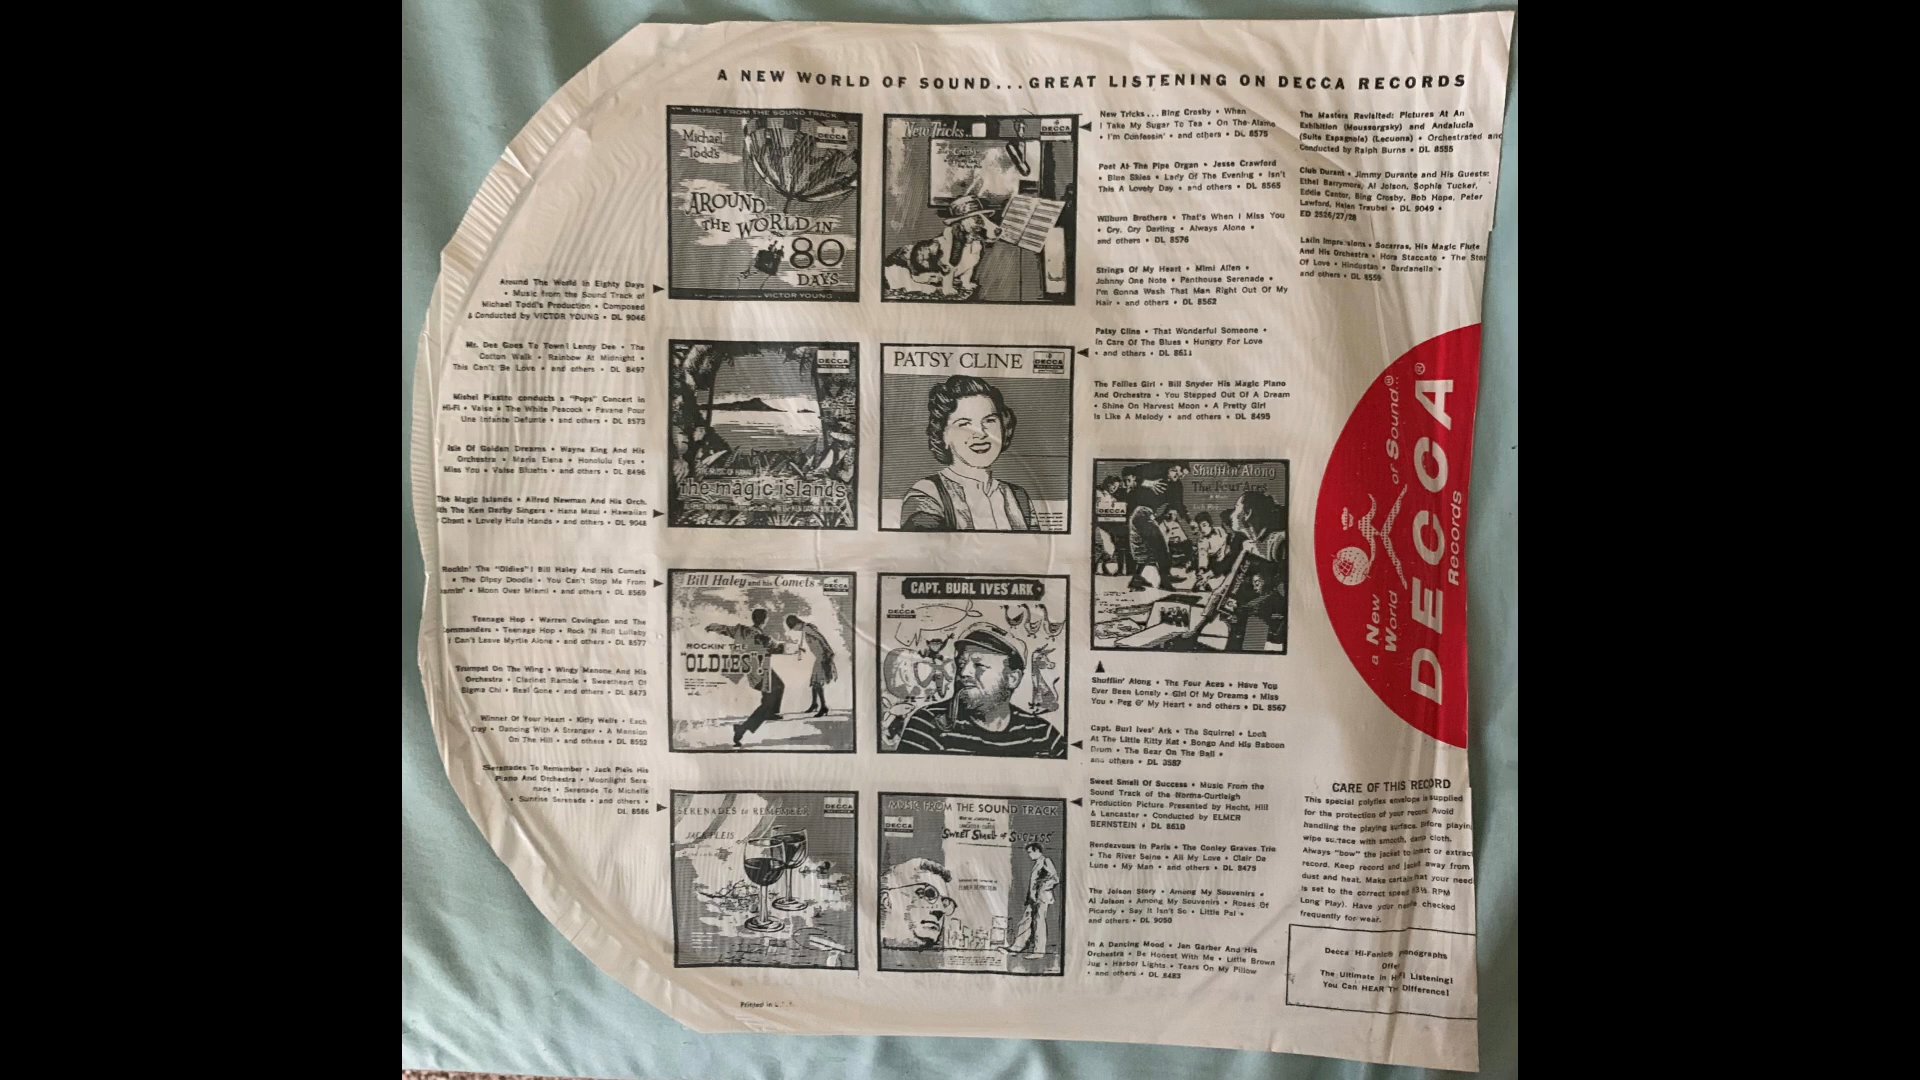 A NEW WORLD OF SOUND...GREAT LISTENING ON DECCA RECORDS
Around The World In Eighty Days
• Music from the Sound Track of
Michael Todd's Production • Composed
& Conducted by VICTOR YOUNG • DL 9046
Mr. Dee Goes To Town! Lenny Dee • The
Cotton Walk • Rainbow At Midnight •
This Can't Be Love • and others • DL 8497
Mishel Piastro conducts a "Pops" Concert in
Hi-Fi • Valse • The White Peacock • Pavane Pour
Une Infante Defunte • and others • DL 8573
Isle Of Golden Dreams • Wayne King And His
Orchestra • Maria Elena • Honolulu Eyes •
Miss You • Valse Bluette • and others • DL 8496
The Magic Islands • Alfred Newman And His Orch.
ith The Ken Darby Singers • Hana Maui • Hawaiian
Chant • Lovely Hula Hands • and others • DL 9048
Rockin' The "Oldies"! Bill Haley And His Comets
• The Dipsy Doodle • You Can't Stop Me From
• Moon Over Miami • and others • DL 8569
Teenage Hop • Warren Covington and The
ommanders • Teenage Hop • Rock 'N Roll Lullaby
I Can't Leave Myrtle Alone • and others • DL 8577
Trumpet On The Wing • Wingy Manone And His
Orchestra • Clarinet Ramble • Sweetheart Of
Sigma Chi • Real Gone • and others • DL 8473
Winner Of Your Heart • Kitty Wells • Each
Day • Dancing With A Stranger • A Mansion
On The Hill • and others • DL 8552
Serenades To Remember • Jack Pleis His
Piano And Orchestra • Moonlight Sere
nade • Serenade To Michelle
• Sunrise Serenade • and others •
DL 8586
MUSIC FROM THE SOUND TRACK
Michael
Todd's
DECCA
AROUND
THE WORLD IN
80
DAYS
VICTOR YOUNG
New Tricks...
DECCA
DECCA
the magic islands
PATSY CLINE
DECCA
Bill Haley and his Comets
DECCA
ROCKIN' THE
"OLDIES"!
CAPT. BURL IVES' ARK
DECCA
SERENADES to REMEMBER
DECCA
JACK PLEIS
MUSIC FROM THE SOUND TRACK
DECCA
SWEET SMELL OF SUCCESS
ELMER BERNSTEIN
Printed in
New Tricks... Bing Crosby • When
I Take My Sugar To Tea • On The Alamo
• I'm Confessin' • and others • DL 8575
Poet At The Pipe Organ • Jesse Crawford
• Blue Skies • Lady Of The Evening • Isn't
This A Lovely Day • and others • DL 8565
Wilburn Brothers • That's When I Miss You
• Cry, Cry Darling • Always Alone •
and others • DL 8576
Strings Of My Heart • Mimi Allen •
Johnny One Note • Penthouse Serenade •
I'm Gonna Wash That Man Right Out Of My
Hair • and others • DL 8562
Patsy Cline • That Wonderful Someone •
In Care Of The Blues • Hungry For Love
• and others • DL 8611
The Follies Girl • Bill Snyder His Magic Piano
And Orchestra • You Stepped Out Of A Dream
• Shine On Harvest Moon • A Pretty Girl
Is Like A Melody • and others • DL 8495
Shufflin' Along
The Four Aces
DECCA
Shufflin' Along • The Four Aces • Have You
Ever Been Lonely • Girl Of My Dreams • Miss
You • Peg O' My Heart • and others • DL 8567
Capt. Burl Ives' Ark • The Squirrel • Look
At The Little Kitty Kat • Bongo And His Baboon
Drum • The Bear On The Ball •
and others • DL 8587
Sweet Smell Of Success • Music From the
Sound Track of the Norma-Curtleigh
Production Picture Presented by Hecht, Hill
& Lancaster • Conducted by ELMER
BERNSTEIN • DL 8610
Rendezvous In Paris • The Conley Graves Trio
• The River Seine • All My Love • Clair De
Lune • My Man • and others • DL 8475
The Jolson Story • Among My Souvenirs •
Al Jolson • Among My Souvenirs • Roses Of
Picardy • Say It Isn't So • Little Pal •
and others • DL 9050
In A Dancing Mood • Jan Garber And His
Orchestra • Be Honest With Me • Little Brown
Jug • Harbor Lights • Tears On My Pillow
• and others • DL 8483
The Masters Revisited: Pictures At An
Exhibition (Moussorgsky) and Andalucia
(Suite Espagnole) (Lecuona) • Orchestrated and
Conducted by Ralph Burns • DL 8555
Club Durant • Jimmy Durante and His Guests:
Ethel Barrymore, Al Jolson, Sophie Tucker,
Eddie Cantor, Bing Crosby, Bob Hope, Peter
Lawford, Helen Traubel • DL 9049 •
ED 2526/27/28
Latin Impressions • Socarras, His Magic Flute
And His Orchestra • Hora Staccato • The Star
Of Love • Hindustan • Dardanella •
and others • DL 8559
a New World of Sound...®
DECCA®
Records
CARE OF THIS RECORD
This special polyflex envelope is supplied
for the protection of your record. Avoid
handling the playing surface. Before playin
wipe surface with smooth, damp cloth.
Always "bow" the jacket to insert or extract
record. Keep record and jacket away from
dust and heat. Make certain that your need
is set to the correct speed 33⅓ RPM
Long Play). Have your needle checked
frequently for wear.
Decca Hi-Fonic Phonographs
Offer
The Ultimate in Hi-Fi Listening!
You Can HEAR The Difference!